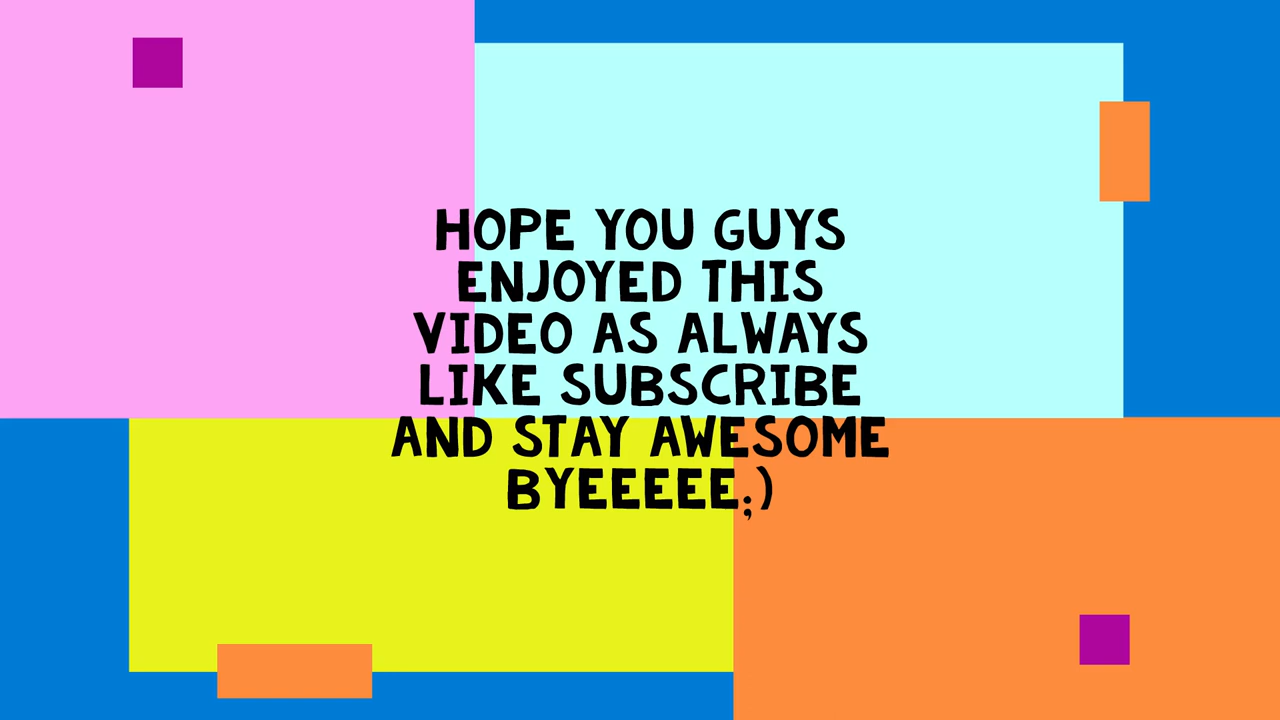 HOPE YOU GUYS
ENJOYED THIS
VIDEO AS ALWAYS
LIKE SUBSCRIBE
AND STAY AWESOME
BYEEEEE;)